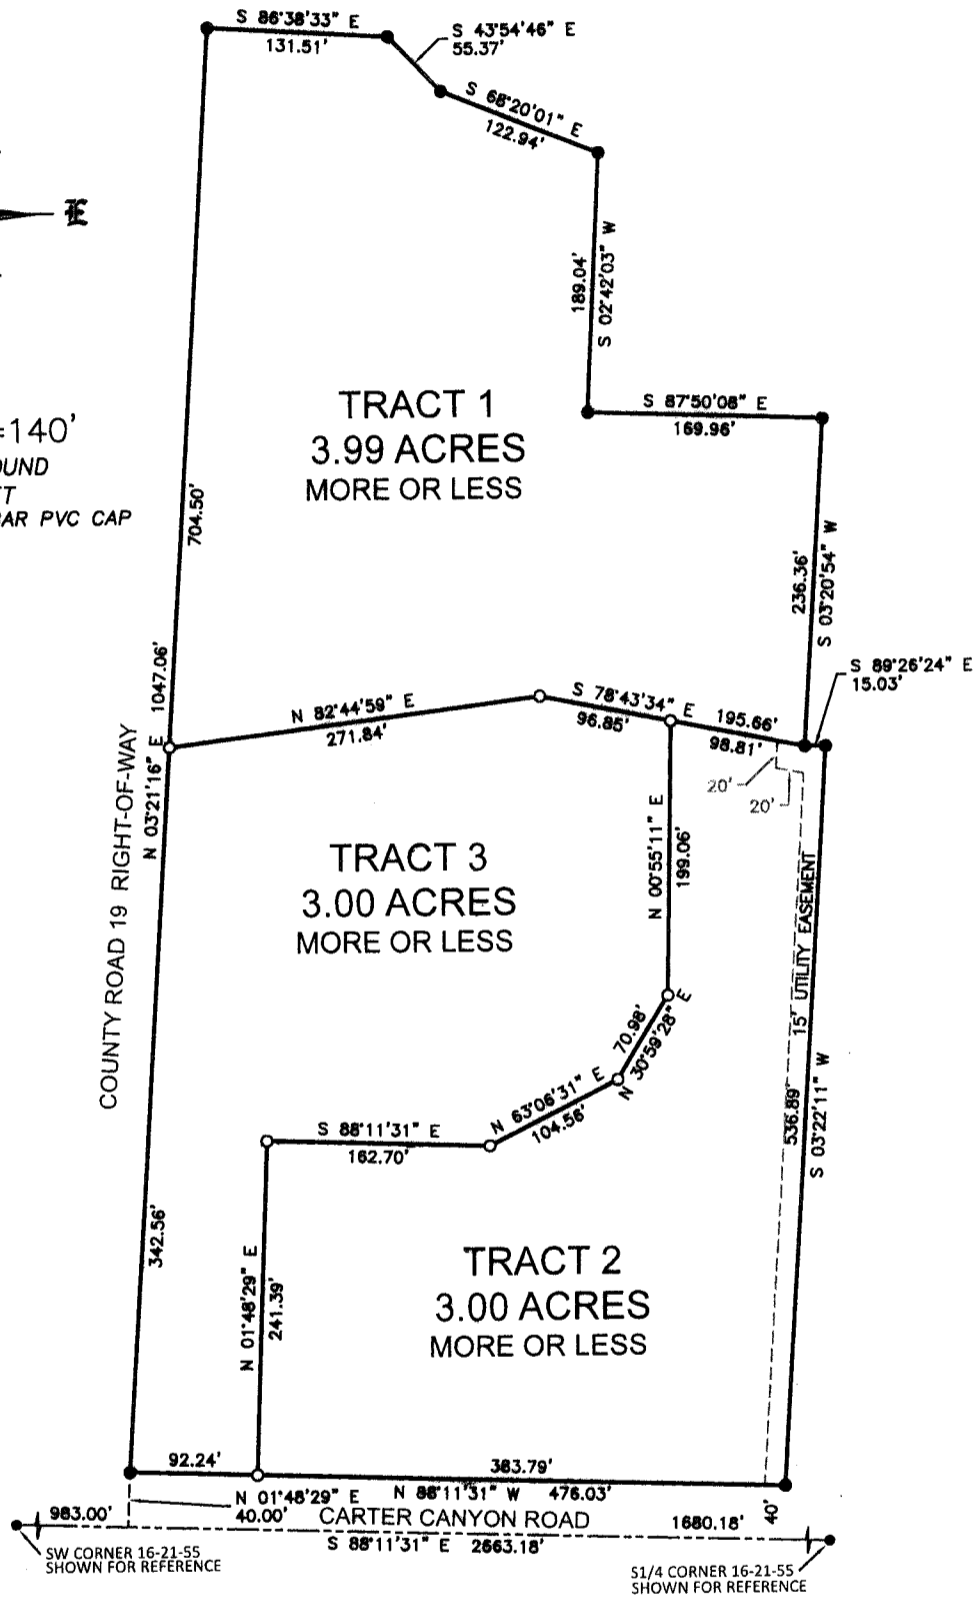 S 86°38'33" E
131.51'
S 43°54'46" E
55.37'
S 68°20'01" E
122.94'
E
189.04'
S 02°42'03" W
TRACT 1
3.99 ACRES
MORE OR LESS
S 87°50'08" E
169.96'
=140'
OUND
AR PVC CAP
704.50'
236.36'
S 03°20'54" W
1047.06'
N 03°21'16" E
COUNTY ROAD 19 RIGHT-OF-WAY
N 82°44'59" E
271.84'
S 78°43'34" E
96.85'
195.66'
98.81'
S 89°26'24" E
15.03'
20'
20'
TRACT 3
3.00 ACRES
MORE OR LESS
N 00°55'11" E
199.06'
15' UTILITY EASEMENT
70.98'
N 30°59'28" E
N 63°06'31" E
104.56'
536.89'
S 03°22'11" W
S 88°11'31" E
162.70'
342.56'
N 01°48'29" E
241.39'
TRACT 2
3.00 ACRES
MORE OR LESS
92.24'
383.79'
N 01°48'29" E
40.00'
N 88°11'31" W 476.03'
40'
983.00'
CARTER CANYON ROAD
1680.18'
S 88°11'31" E 2663.18'
SW CORNER 16-21-55
SHOWN FOR REFERENCE
S1/4 CORNER 16-21-55
SHOWN FOR REFERENCE